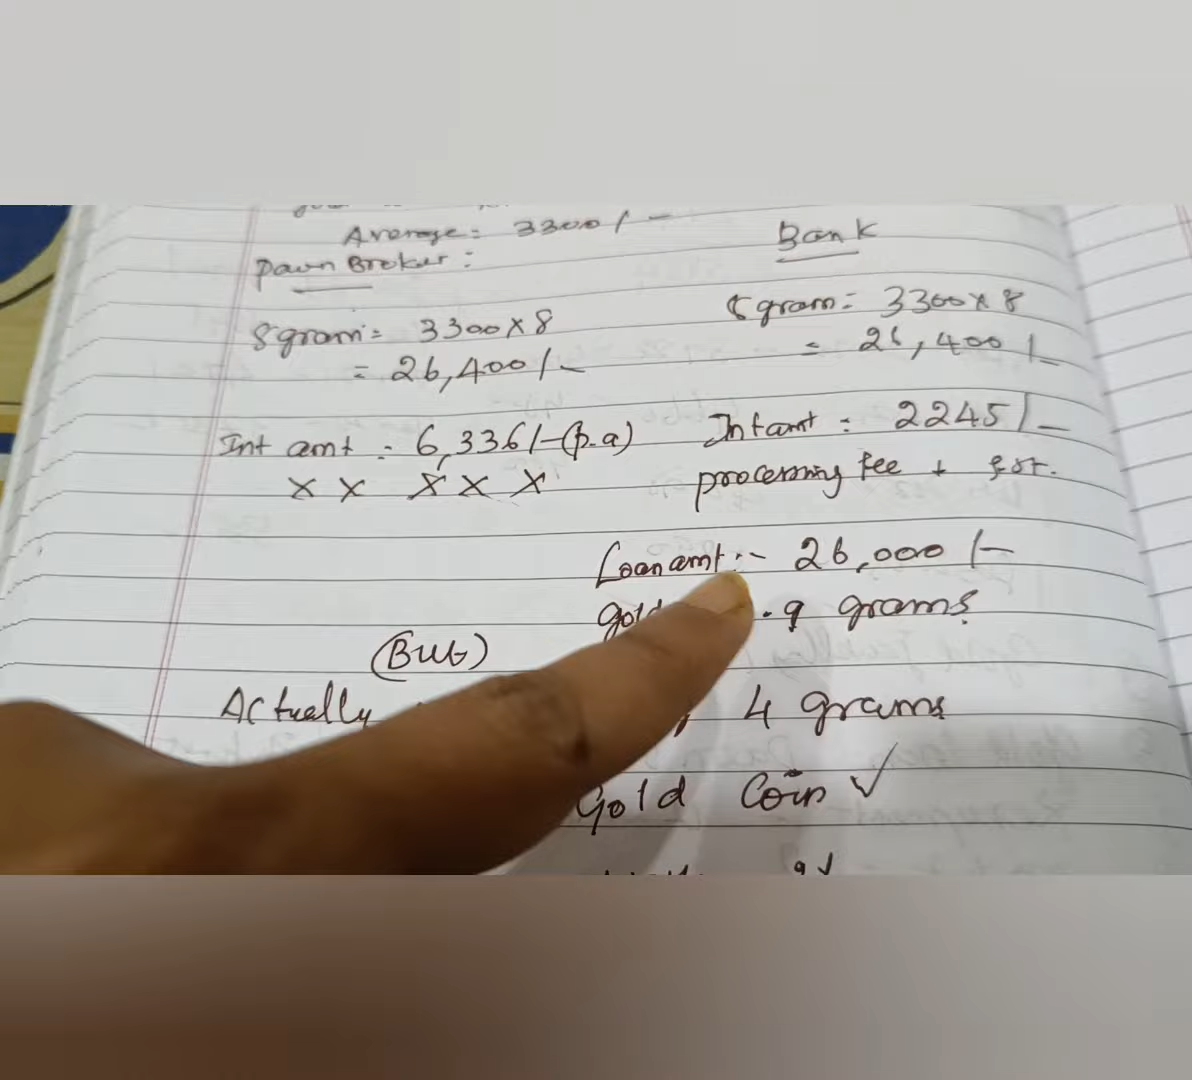 Average: 3300/-
Pawn Broker:
8 gram = 3300 x 8
= 26,400/-
Int amt :- 6,336/-(p.a)
x x x x x
Bank
8 gram = 3300 x 8
= 26,400/-
Int amt : 2245/-
processing fee +
Loan amt :- 26,000/-
gold .9 grams
(But)
Actually 4 grams
Gold Coin ✓